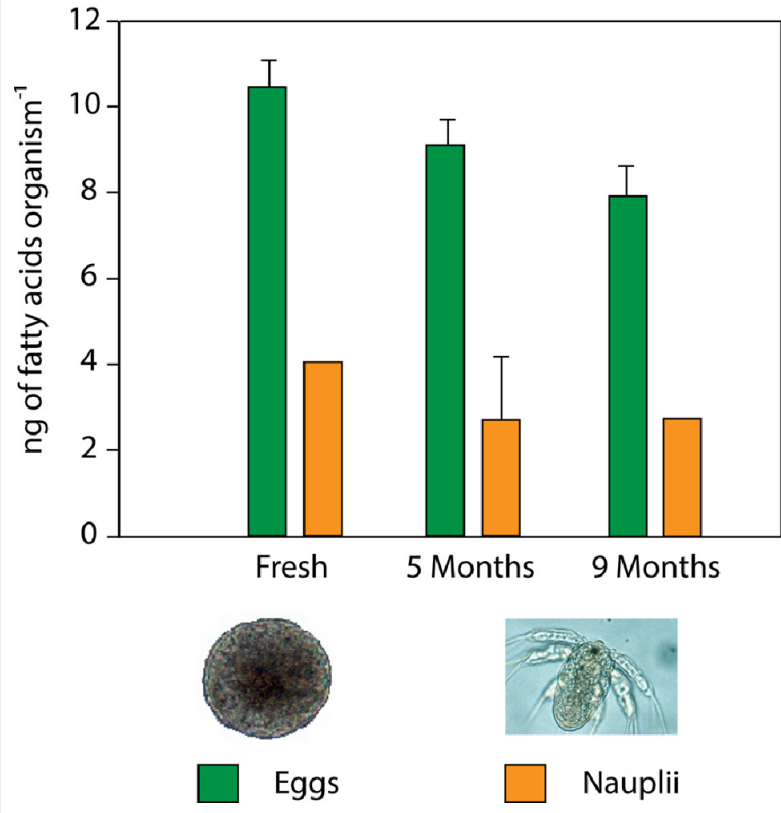 ng of fatty acids organism⁻¹
12
10
8
6
4
2
0
Fresh 5 Months 9 Months
Eggs Nauplii